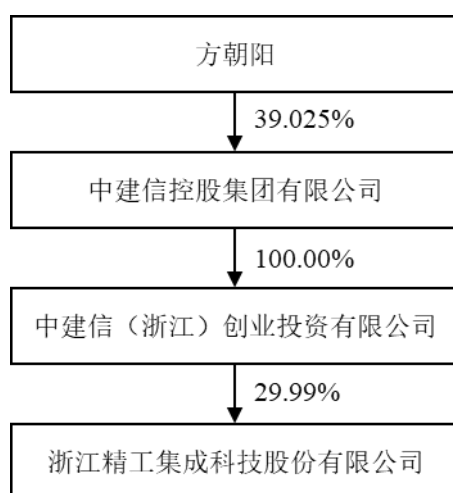 方朝阳
39.025%
中建信控股集团有限公司
100.00%
中建信（浙江）创业投资有限公司
29.99%
浙江精工集成科技股份有限公司